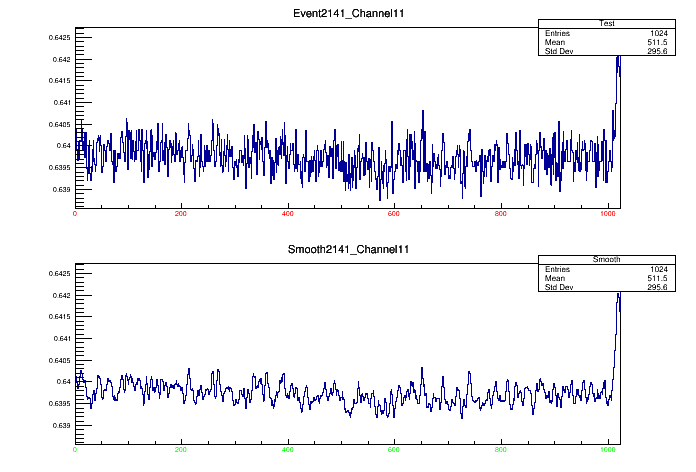 Event2141_Channel11
Test
Entries 1024
Mean 511.5
Std Dev 295.6
0.6425
0.642
0.6415
0.641
0.6405
0.64
0.6395
0.639
0 200 400 600 800 1000
Smooth2141_Channel11
Smooth
Entries 1024
Mean 511.5
Std Dev 295.6
0.6425
0.642
0.6415
0.641
0.6405
0.64
0.6395
0.639
0 200 400 600 800 1000